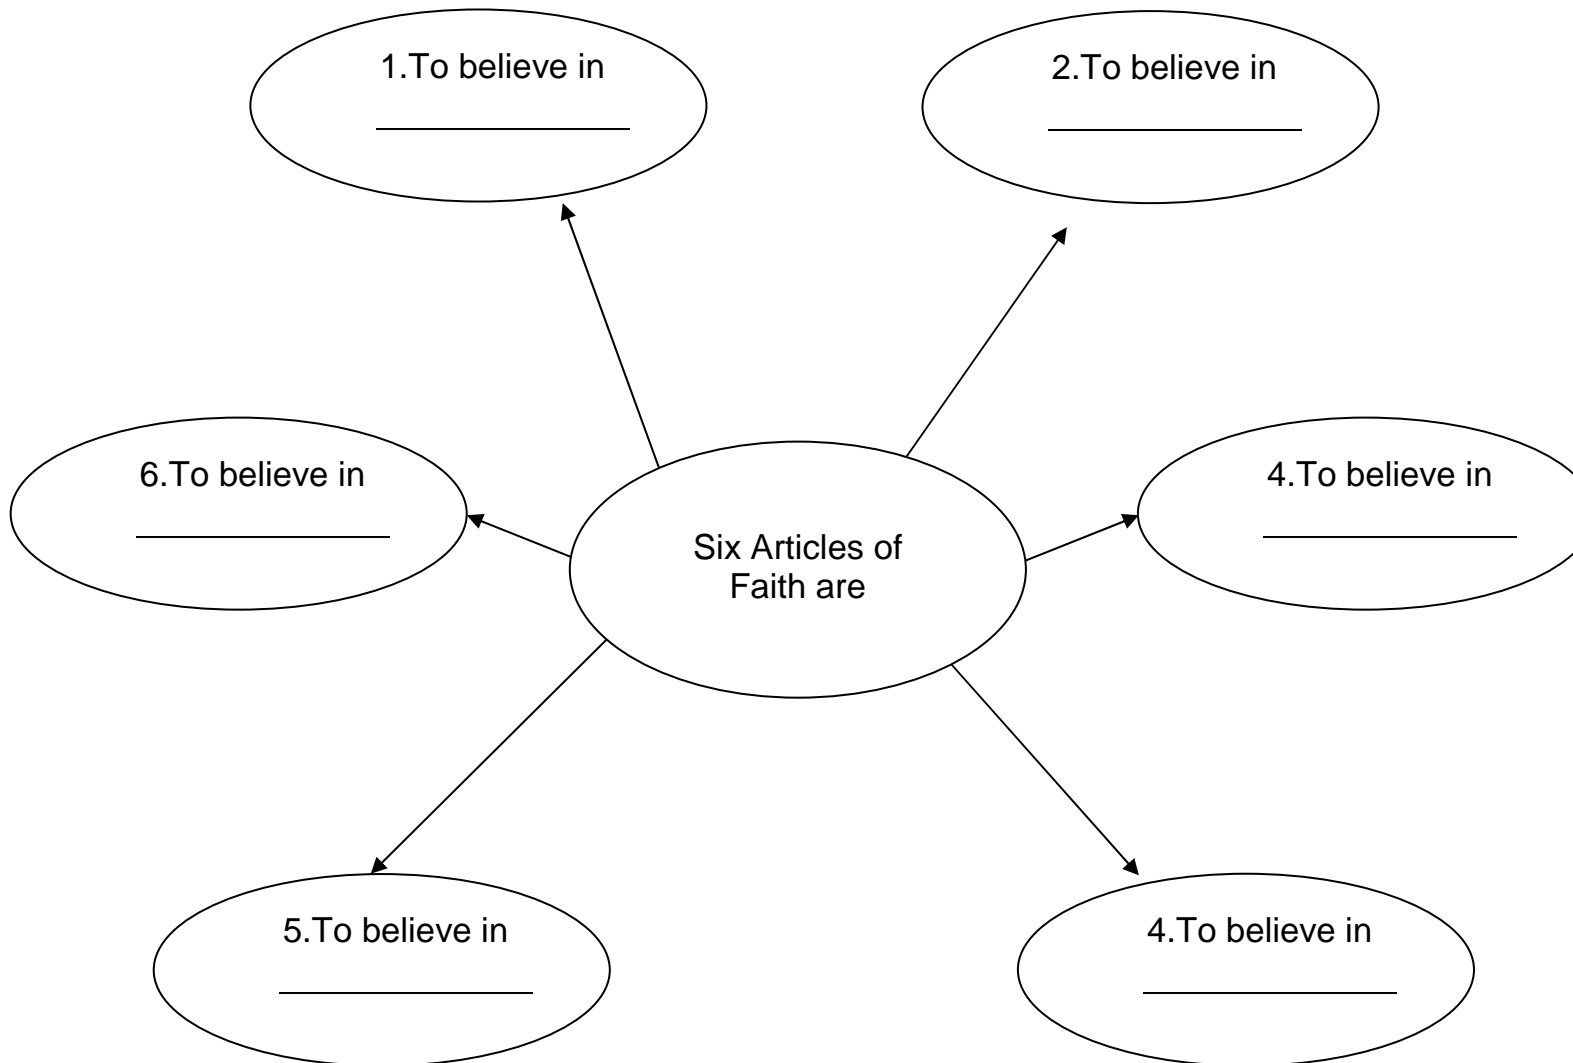 1.To believe in
2.To believe in
6.To believe in
4.To believe in
Six Articles of
Faith are
5.To believe in
4.To believe in